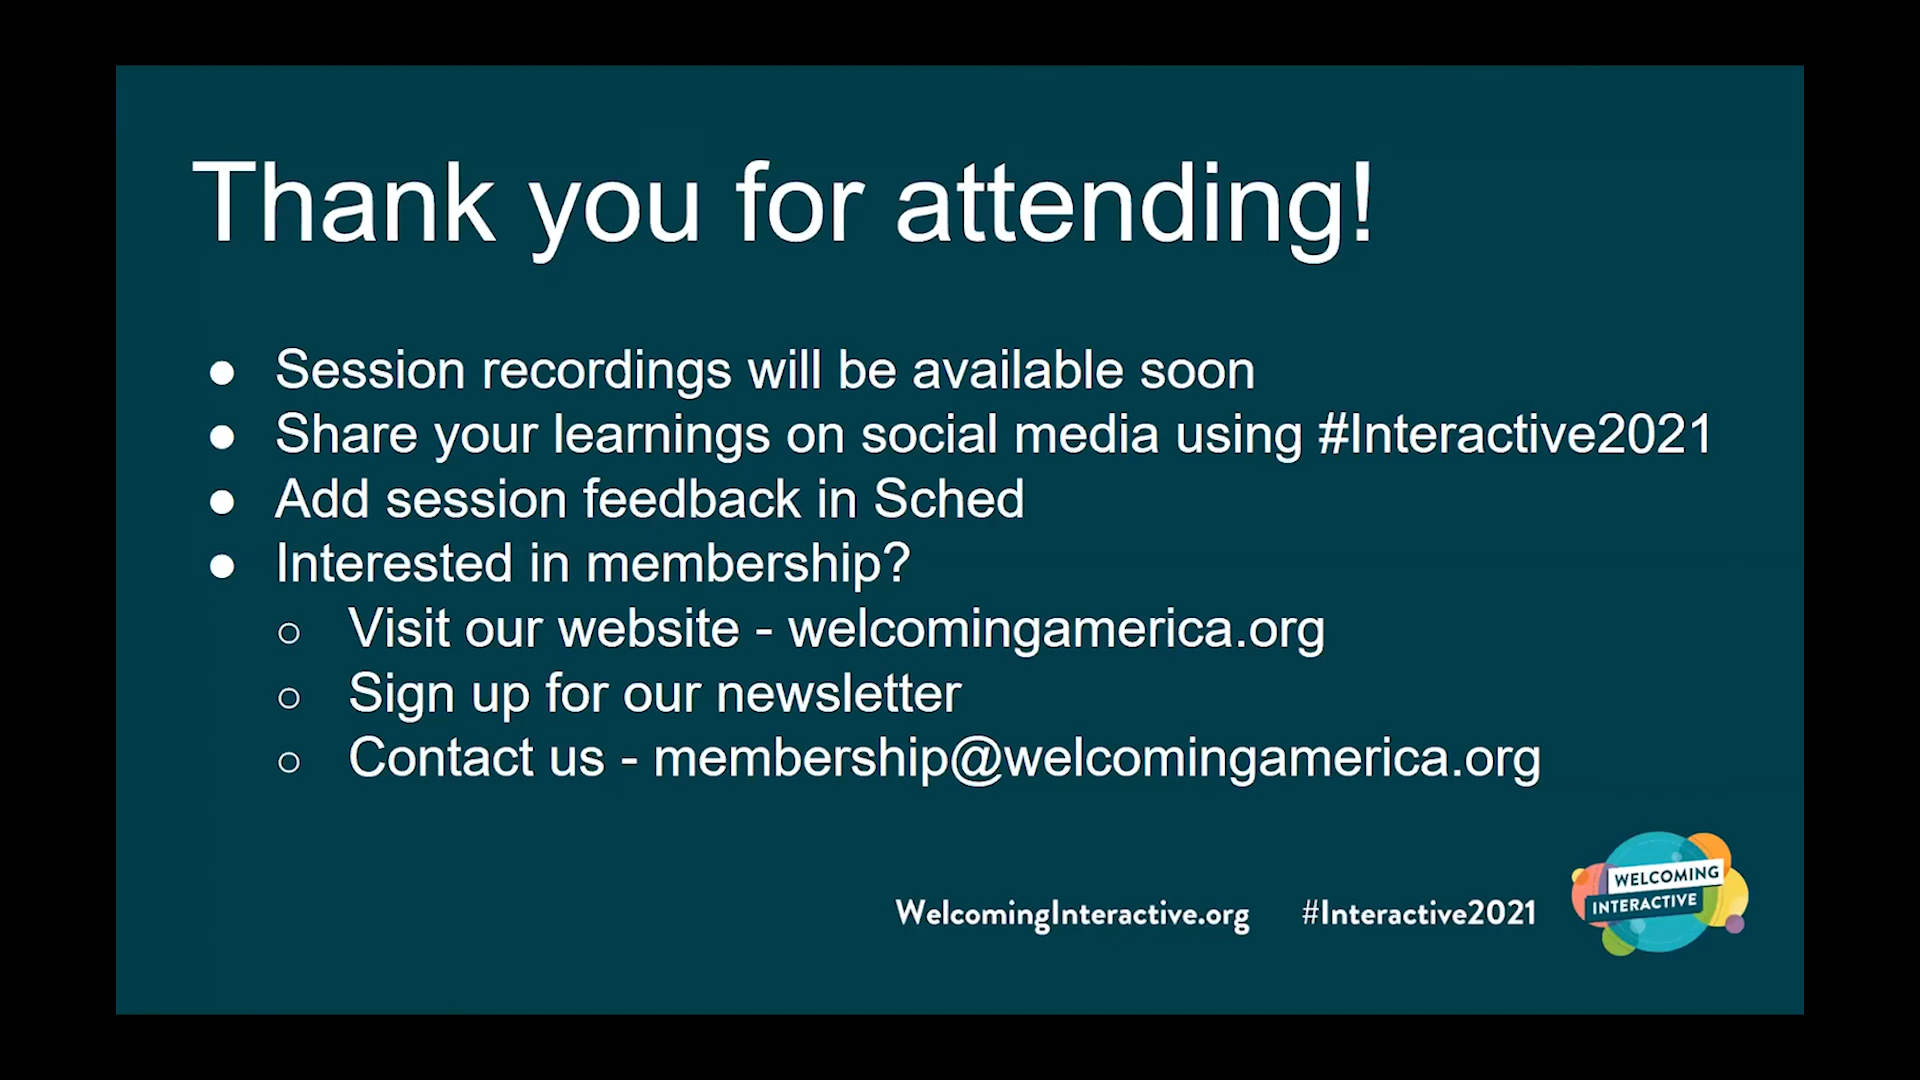 Thank you for attending!
● Session recordings will be available soon
● Share your learnings on social media using #Interactive2021
● Add session feedback in Sched
● Interested in membership?
○ Visit our website - welcomingamerica.org
○ Sign up for our newsletter
○ Contact us - membership@welcomingamerica.org
WelcomingInteractive.org #Interactive2021
WELCOMING
INTERACTIVE